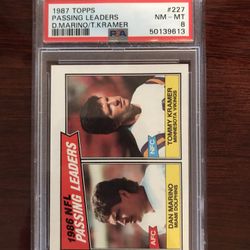 1987 TOPPS #227
PASSING LEADERS NM - MT
D.MARINO/T.KRAMER 8
PSA 50139613
1986 NFL
PASSING LEADERS
TOMMY KRAMER
MINNESOTA VIKINGS
NFC
DAN MARINO
MIAMI DOLPHINS
AFC